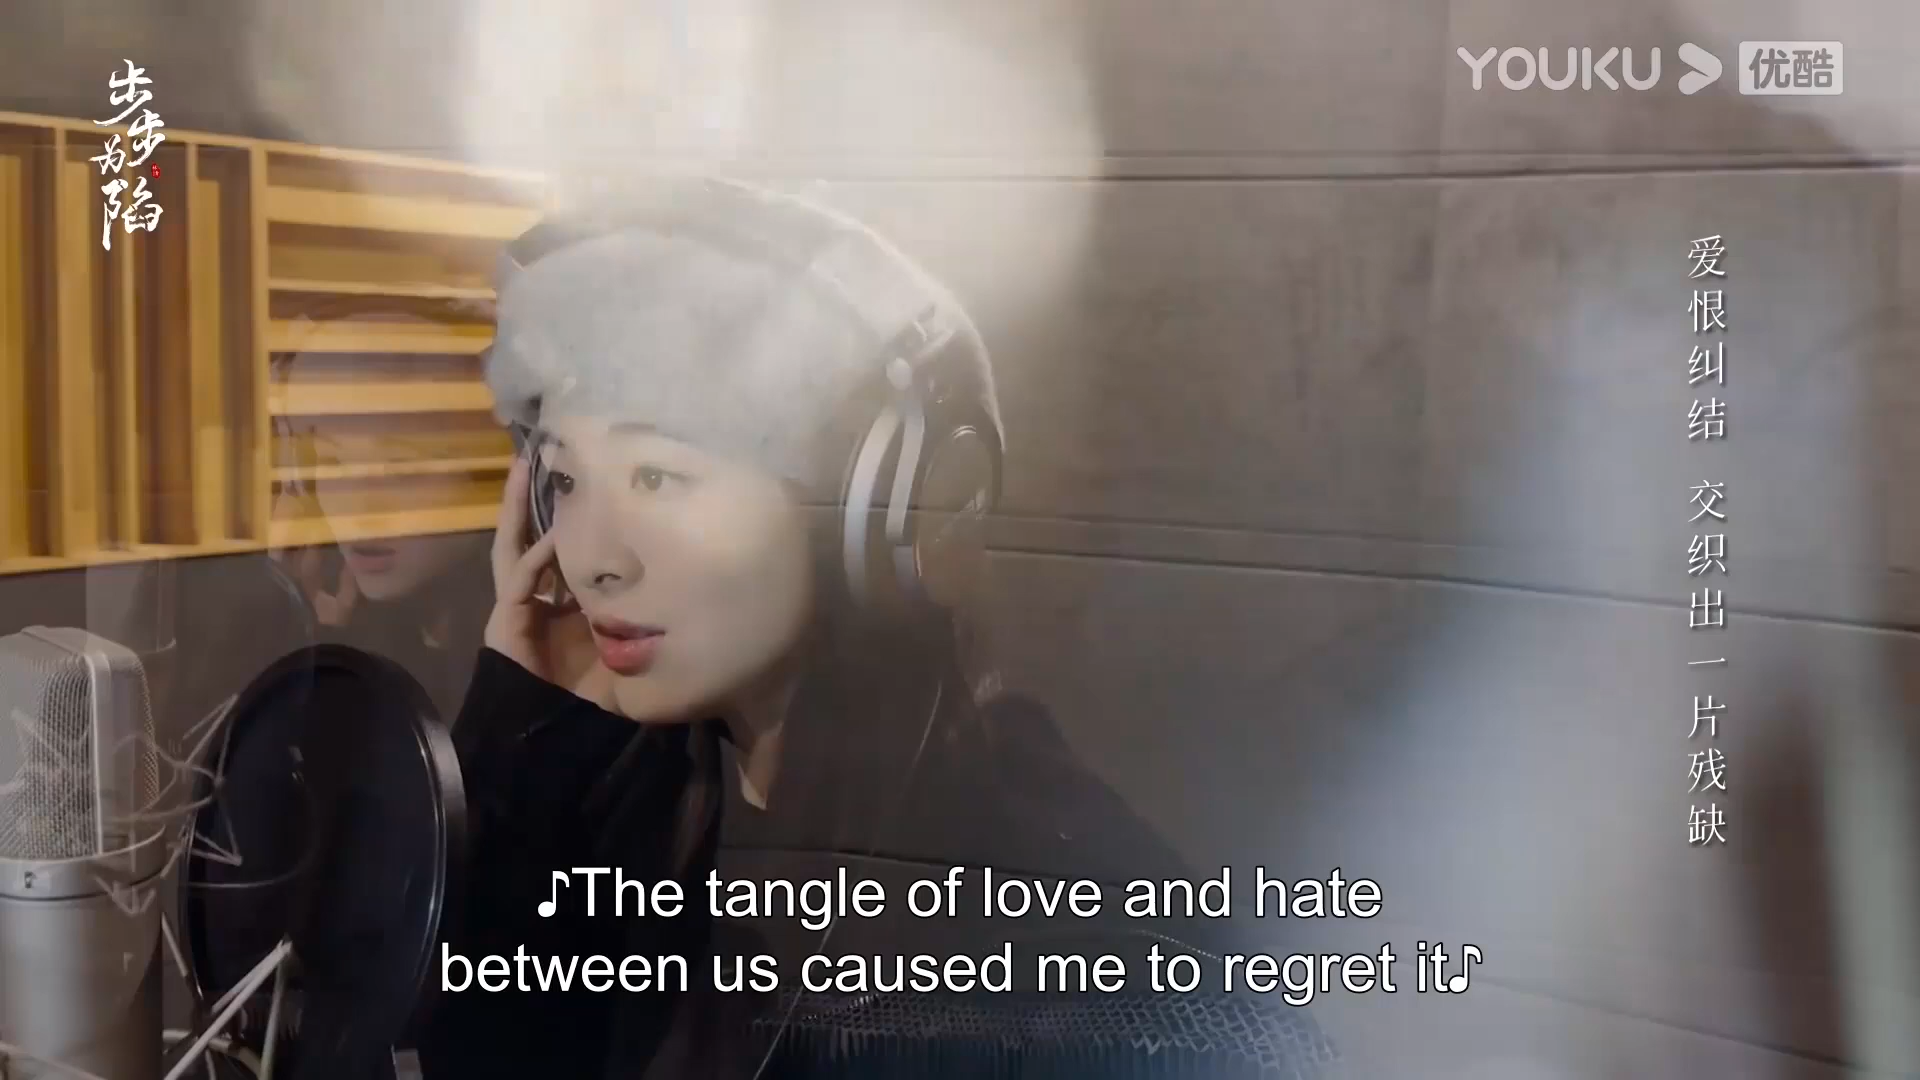 步步为陷
YOUKU 优酷
爱恨纠结 交织出一片残缺
♪The tangle of love and hate
between us caused me to regret it♪